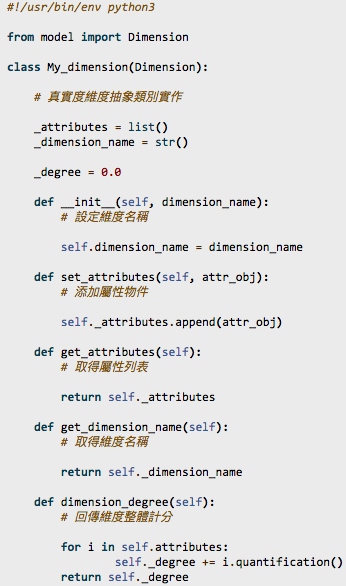 #!/usr/bin/env python3
from model import Dimension
class My_dimension(Dimension):
# 真實度維度抽象類別實作
_attributes = list()
_dimension_name = str()
_degree = 0.0
def __init__(self, dimension_name):
# 設定維度名稱
self.dimension_name = dimension_name
def set_attributes(self, attr_obj):
# 添加屬性物件
self._attributes.append(attr_obj)
def get_attributes(self):
# 取得屬性列表
return self._attributes
def get_dimension_name(self):
# 取得維度名稱
return self._dimension_name
def dimension_degree(self):
# 回傳維度整體計分
for i in self.attributes:
self._degree += i.quantification()
return self._degree